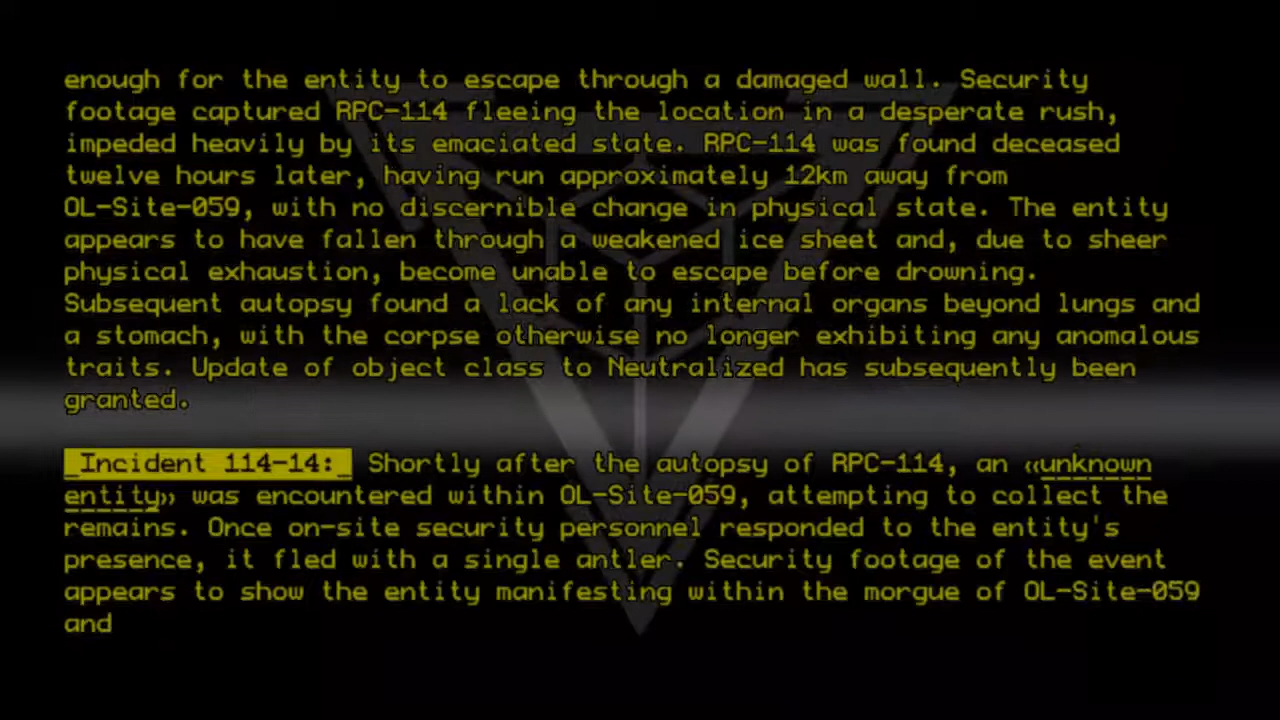 enough for the entity to escape through a damaged wall. Security
footage captured RPC-114 fleeing the location in a desperate rush,
impeded heavily by its emaciated state. RPC-114 was found deceased
twelve hours later, having run approximately 12km away from
OL-Site-059, with no discernible change in physical state. The entity
appears to have fallen through a weakened ice sheet and, due to sheer
physical exhaustion, become unable to escape before drowning.
Subsequent autopsy found a lack of any internal organs beyond lungs and
a stomach, with the corpse otherwise no longer exhibiting any anomalous
traits. Update of object class to Neutralized has subsequently been
granted.
_Incident 114-14:_ Shortly after the autopsy of RPC-114, an «unknown
entity» was encountered within OL-Site-059, attempting to collect the
remains. Once on-site security personnel responded to the entity's
presence, it fled with a single antler. Security footage of the event
appears to show the entity manifesting within the morgue of OL-Site-059
and